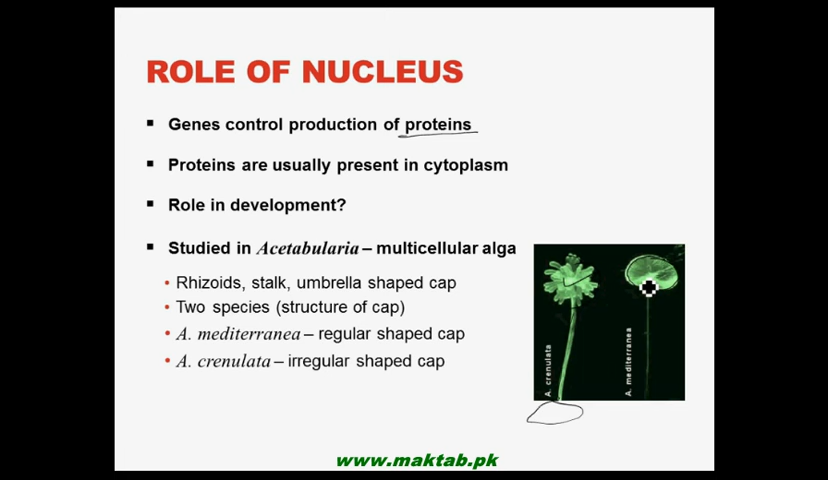 ROLE OF NUCLEUS
▪ Genes control production of proteins
▪ Proteins are usually present in cytoplasm
▪ Role in development?
▪ Studied in Acetabularia – multicellular alga
• Rhizoids, stalk, umbrella shaped cap
• Two species (structure of cap)
• A. mediterranea – regular shaped cap
• A. crenulata – irregular shaped cap
A. crenulata
A. mediterranea
www.maktab.pk